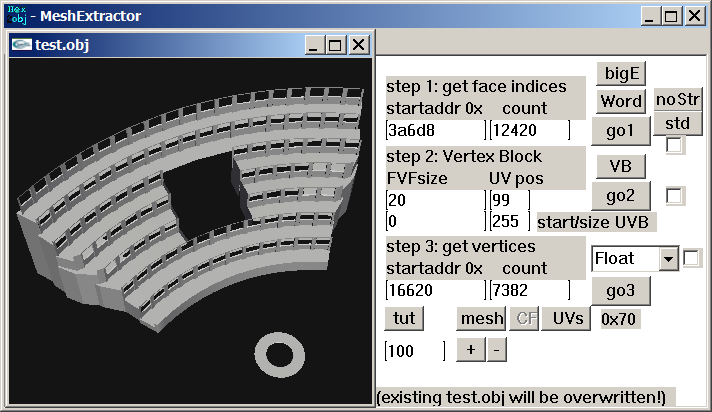 Hex
obj - MeshExtractor
test.obj
bigE
step 1: get face indices
startaddr 0x count
Word
noStr
3a6d8 12420
go1
std
step 2: Vertex Block
VB
FVFsize UV pos
20 99
go2
0 255 start/size UVB
step 3: get vertices
startaddr 0x count
Float
16620 7382
go3
tut mesh CF UVs 0x70
100 + -
(existing test.obj will be overwritten!)